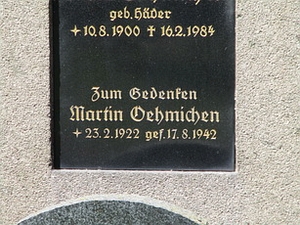 geb. Häder
+ 10.8.1900 ✝ 16.2.1984
Zum Gedenken
Martin Oehmichen
+ 23.2.1922 gef. 17.8.1942